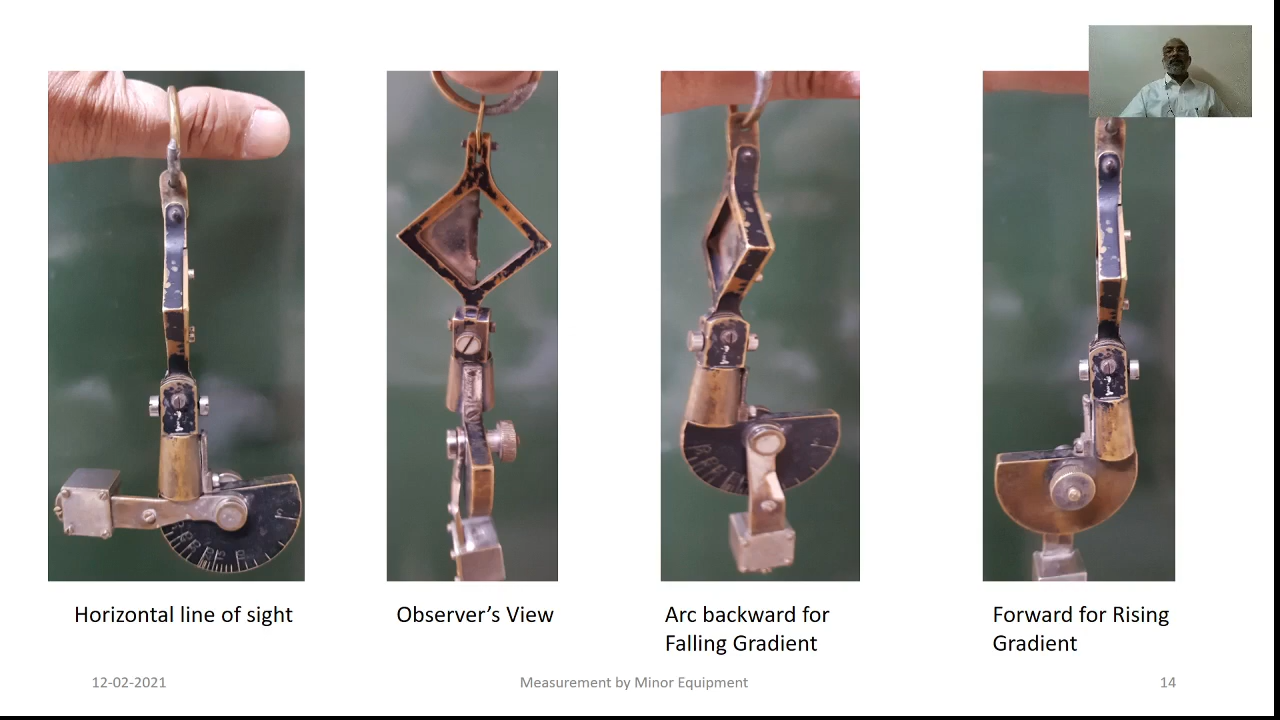 Horizontal line of sight
Observer’s View
Arc backward for
Falling Gradient
Forward for Rising
Gradient
12-02-2021
Measurement by Minor Equipment
14